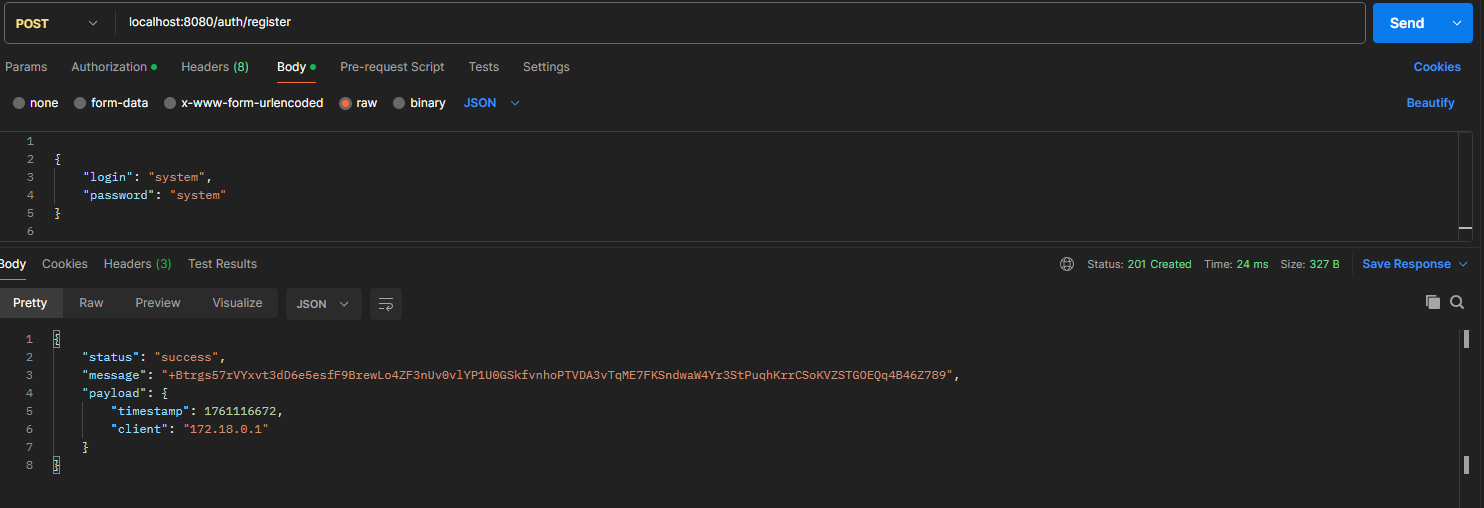 POST localhost:8080/auth/register Send
Params Authorization Headers (8) Body Pre-request Script Tests Settings Cookies
none form-data x-www-form-urlencoded raw binary JSON Beautify
1
2 {
3 "login": "system",
4 "password": "system"
5 }
6
Body Cookies Headers (3) Test Results Status: 201 Created Time: 24 ms Size: 327 B Save Response
Pretty Raw Preview Visualize JSON
1 {
2 "status": "success",
3 "message": "+Btrgs57rVYxvt3dD6e5esfF9BrewLo4ZF3nUv0vlYP1U0GSkfvnhoPTVDA3vTqME7FKSndwaW4Yr3StPuqhKrrCSoKVZSTGOEQq4B46Z789",
4 "payload": {
5 "timestamp": 1761116672,
6 "client": "172.18.0.1"
7 }
8 }